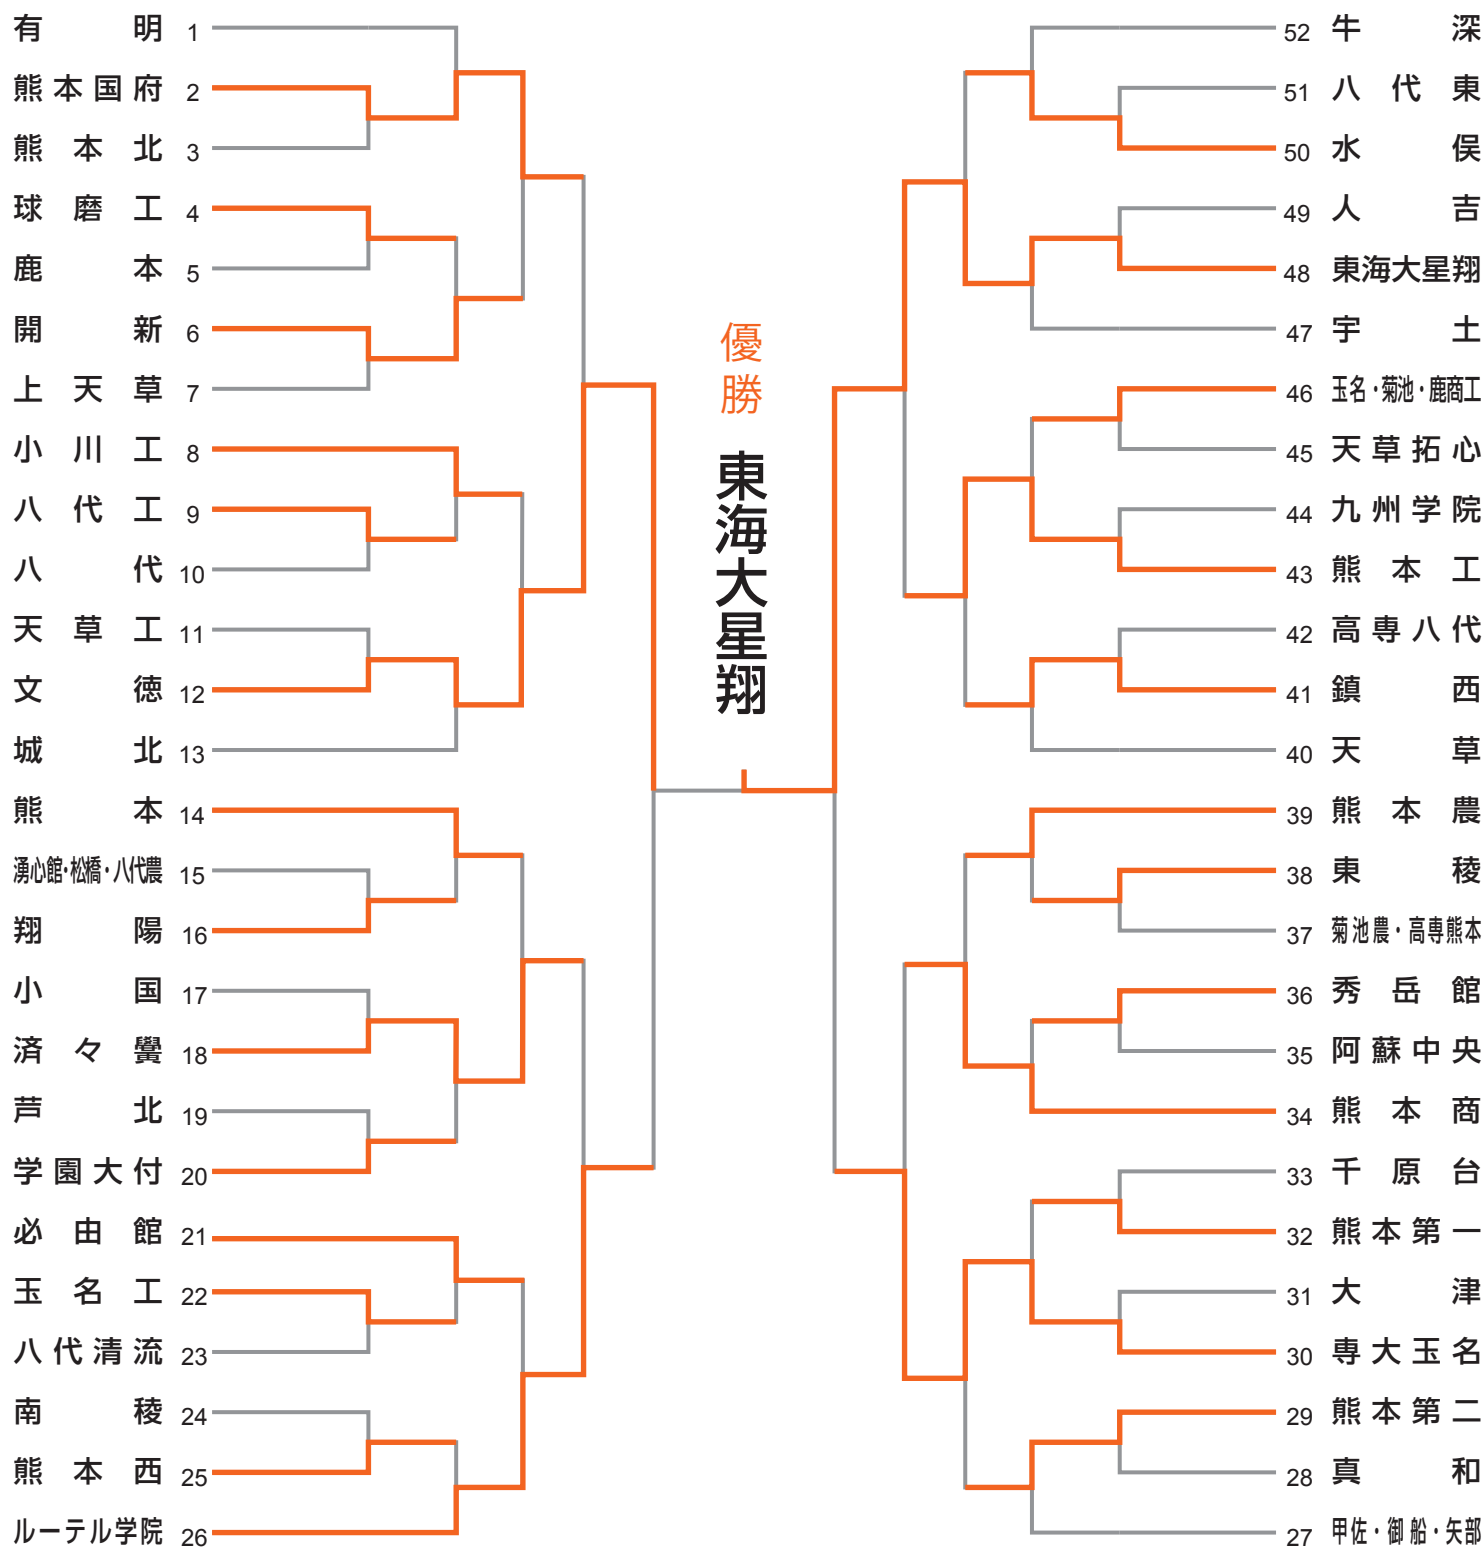 有明 1
熊本国府 2
熊本北 3
球磨工 4
鹿本 5
開新 6
上天草 7
小川工 8
八代工 9
八代 10
天草工 11
文徳 12
城北 13
熊本 14
湧心館・松橋・八代農 15
翔陽 16
小国 17
済々黌 18
芦北 19
学園大付 20
必由館 21
玉名工 22
八代清流 23
南稜 24
熊本西 25
ルーテル学院 26
優勝
東海大星翔
52 牛深
51 八代東
50 水俣
49 人吉
48 東海大星翔
47 宇土
46 玉名・菊池・鹿商工
45 天草拓心
44 九州学院
43 熊本工
42 高専八代
41 鎮西
40 天草
39 熊本農
38 東稜
37 菊池農・高専熊本
36 秀岳館
35 阿蘇中央
34 熊本商
33 千原台
32 熊本第一
31 大津
30 専大玉名
29 熊本第二
28 真和
27 甲佐・御船・矢部